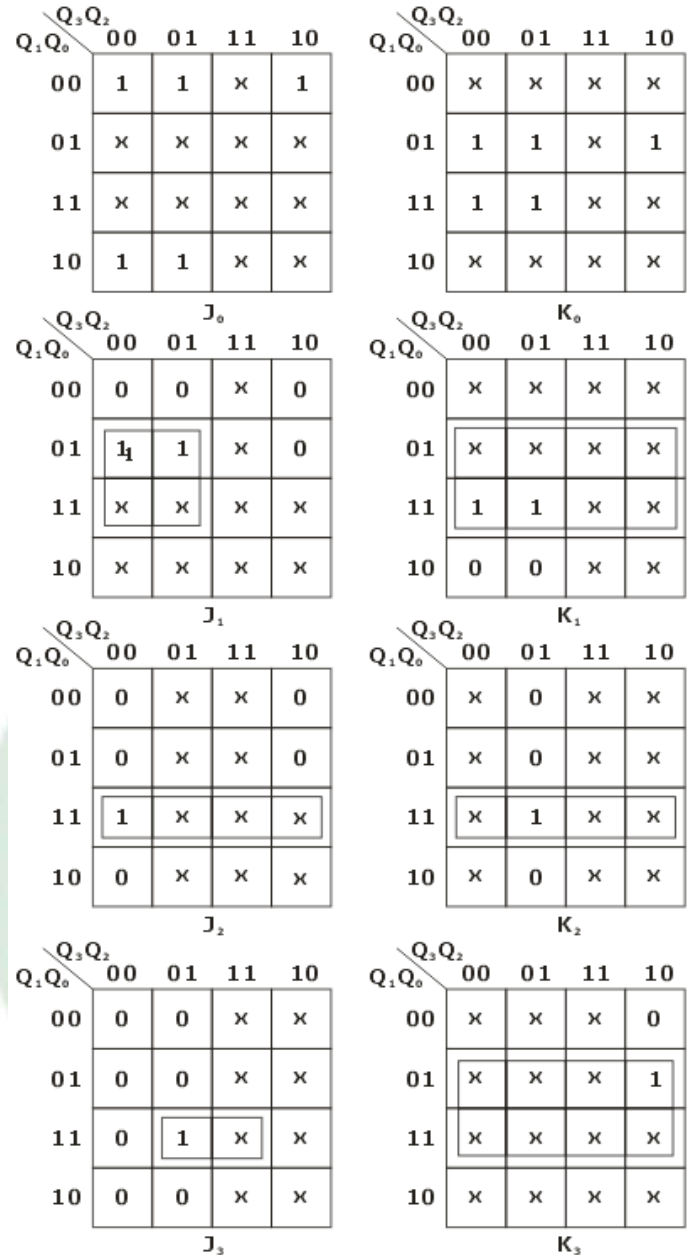 Q₃Q₂ Q₃Q₂
Q₁Q₀ 00 01 11 10 Q₁Q₀ 00 01 11 10
00 1 1 × 1 00 × × × ×
01 × × × × 01 1 1 × 1
11 × × × × 11 1 1 × ×
10 1 1 × × 10 × × × ×
J₀ K₀
Q₃Q₂ Q₃Q₂
Q₁Q₀ 00 01 11 10 Q₁Q₀ 00 01 11 10
00 0 0 × 0 00 × × × ×
01 1₁ 1 × 0 01 × × × ×
11 × × × × 11 1 1 × ×
10 × × × × 10 0 0 × ×
J₁ K₁
Q₃Q₂ Q₃Q₂
Q₁Q₀ 00 01 11 10 Q₁Q₀ 00 01 11 10
00 0 × × 0 00 × 0 × ×
01 0 × × 0 01 × 0 × ×
11 1 × × × 11 × 1 × ×
10 0 × × × 10 × 0 × ×
J₂ K₂
Q₃Q₂ Q₃Q₂
Q₁Q₀ 00 01 11 10 Q₁Q₀ 00 01 11 10
00 0 0 × × 00 × × × 0
01 0 0 × × 01 × × × 1
11 0 1 × × 11 × × × ×
10 0 0 × × 10 × × × ×
J₃ K₃